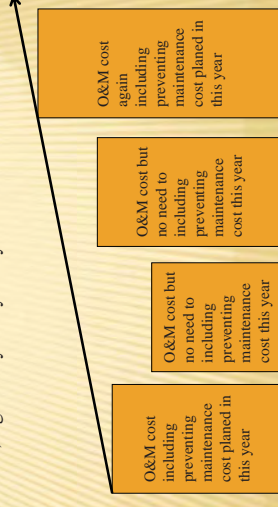 O&M cost
including
preventing
maintenance
cost planed in
this year
O&M cost but
no need to
including
preventing
maintenance
cost this year
O&M cost but
no need to
including
preventing
maintenance
cost this year
O&M cost
again
including
preventing
maintenance
cost planed in
this year